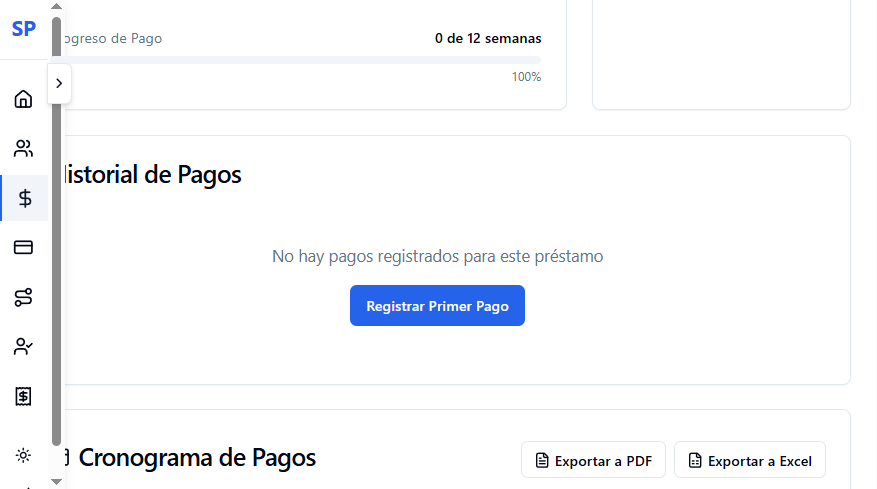 SP
ogreso de Pago
0 de 12 semanas
100%
Historial de Pagos
No hay pagos registrados para este préstamo
Registrar Primer Pago
Cronograma de Pagos
Exportar a PDF
Exportar a Excel